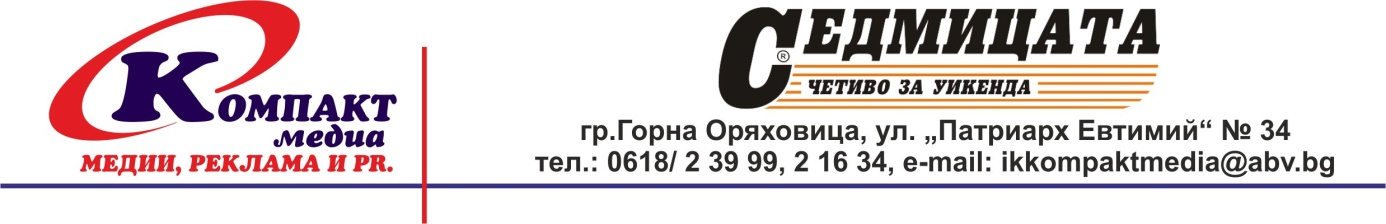 Компакт
медиа
МЕДИИ, РЕКЛАМА И PR.
СЕДМИЦАТА
®
ЧЕТИВО ЗА УИКЕНДА
гр.Горна Оряховица, ул. „Патриарх Евтимий“ № 34
тел.: 0618/ 2 39 99, 2 16 34, e-mail: ikkompaktmedia@abv.bg